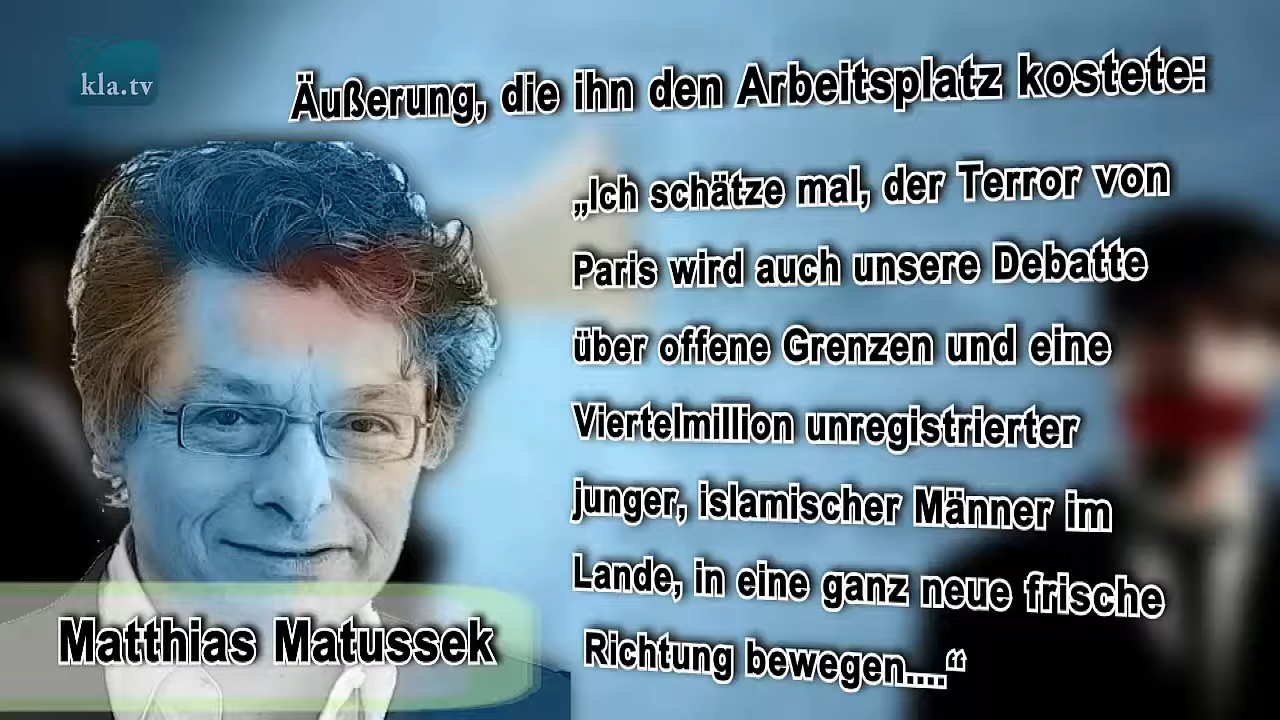 kla.tv
Äußerung, die ihn den Arbeitsplatz kostete:
„Ich schätze mal, der Terror von
Paris wird auch unsere Debatte
über offene Grenzen und eine
Viertelmillion unregistrierter
junger, islamischer Männer im
Lande, in eine ganz neue frische
Richtung bewegen....“
Matthias Matussek